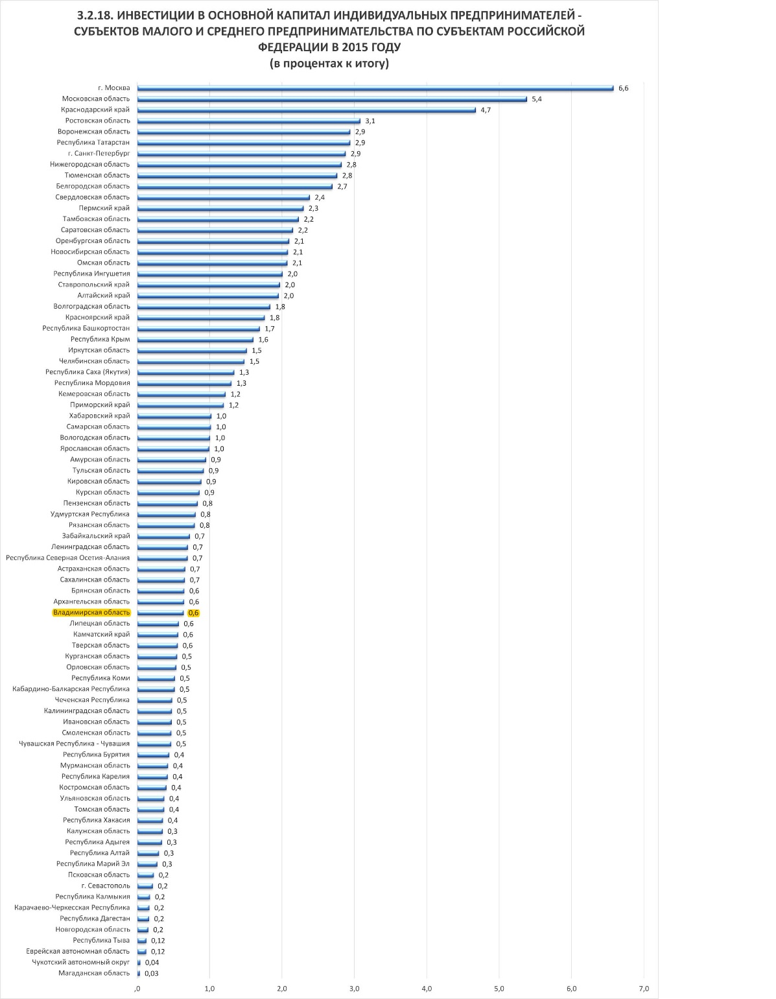 3.2.18. ИНВЕСТИЦИИ В ОСНОВНОЙ КАПИТАЛ ИНДИВИДУАЛЬНЫХ ПРЕДПРИНИМАТЕЛЕЙ -
СУБЪЕКТОВ МАЛОГО И СРЕДНЕГО ПРЕДПРИНИМАТЕЛЬСТВА ПО СУБЪЕКТАМ РОССИЙСКОЙ
ФЕДЕРАЦИИ В 2015 ГОДУ
(в процентах к итогу)
г. Москва 6,6
Московская область 5,4
Краснодарский край 4,7
Ростовская область 3,1
Воронежская область 2,9
Республика Татарстан 2,9
г. Санкт-Петербург 2,9
Нижегородская область 2,8
Тюменская область 2,8
Белгородская область 2,7
Свердловская область 2,4
Пермский край 2,3
Тамбовская область 2,2
Саратовская область 2,2
Оренбургская область 2,1
Новосибирская область 2,1
Омская область 2,1
Республика Ингушетия 2,0
Ставропольский край 2,0
Алтайский край 2,0
Волгоградская область 1,8
Красноярский край 1,8
Республика Башкортостан 1,7
Республика Крым 1,6
Иркутская область 1,5
Челябинская область 1,5
Республика Саха (Якутия) 1,3
Республика Мордовия 1,3
Кемеровская область 1,2
Приморский край 1,2
Хабаровский край 1,0
Самарская область 1,0
Вологодская область 1,0
Ярославская область 1,0
Амурская область 0,9
Тульская область 0,9
Кировская область 0,9
Курская область 0,9
Пензенская область 0,8
Удмуртская Республика 0,8
Рязанская область 0,8
Забайкальский край 0,7
Ленинградская область 0,7
Республика Северная Осетия-Алания 0,7
Астраханская область 0,7
Сахалинская область 0,7
Брянская область 0,6
Архангельская область 0,6
Владимирская область 0,6
Липецкая область 0,6
Камчатский край 0,6
Тверская область 0,6
Курганская область 0,5
Орловская область 0,5
Республика Коми 0,5
Кабардино-Балкарская Республика 0,5
Чеченская Республика 0,5
Калининградская область 0,5
Ивановская область 0,5
Смоленская область 0,5
Чувашская Республика - Чувашия 0,5
Республика Бурятия 0,4
Мурманская область 0,4
Республика Карелия 0,4
Костромская область 0,4
Ульяновская область 0,4
Томская область 0,4
Республика Хакасия 0,4
Калужская область 0,3
Республика Адыгея 0,3
Республика Алтай 0,3
Республика Марий Эл 0,3
Псковская область 0,2
г. Севастополь 0,2
Республика Калмыкия 0,2
Карачаево-Черкесская Республика 0,2
Республика Дагестан 0,2
Новгородская область 0,2
Республика Тыва 0,12
Еврейская автономная область 0,12
Чукотский автономный округ 0,04
Магаданская область 0,03
,0 1,0 2,0 3,0 4,0 5,0 6,0 7,0